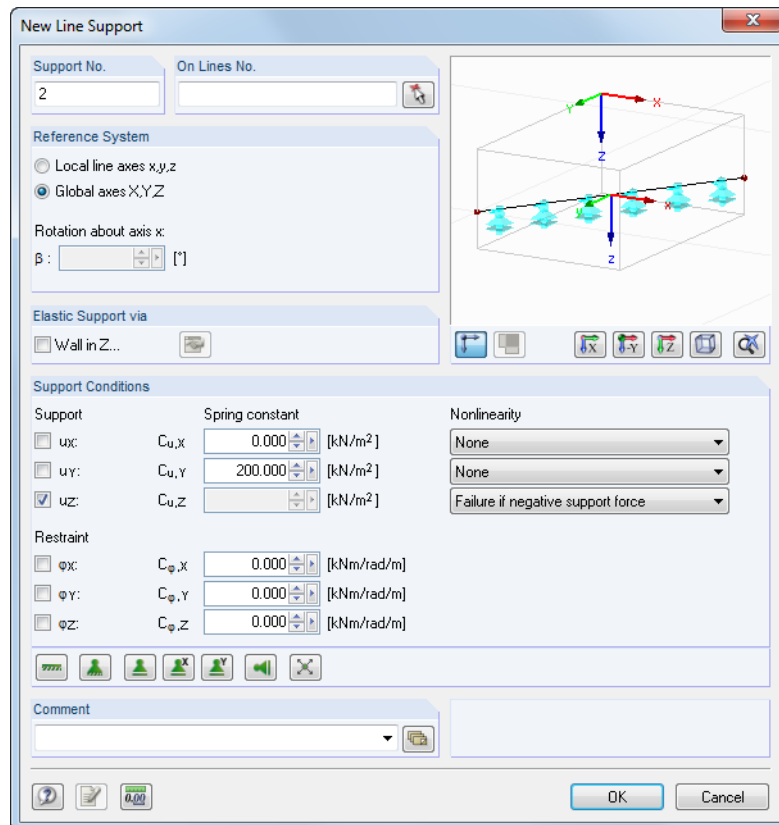 New Line Support
Support No.
On Lines No.
2
Reference System
Local line axes x,y,z
Global axes X,Y,Z
Rotation about axis x:
β : [°]
Elastic Support via
Wall in Z...
Y X
Z
y x
z
X -Y Z
Support Conditions
Support Spring constant Nonlinearity
uX: Cu,X 0.000 [kN/m²] None
uY: Cu,Y 200.000 [kN/m²] None
uZ: Cu,Z [kN/m²] Failure if negative support force
Restraint
φX: Cφ,X 0.000 [kNm/rad/m]
φY: Cφ,Y 0.000 [kNm/rad/m]
φZ: Cφ,Z 0.000 [kNm/rad/m]
X Y
Comment
0.00
OK Cancel